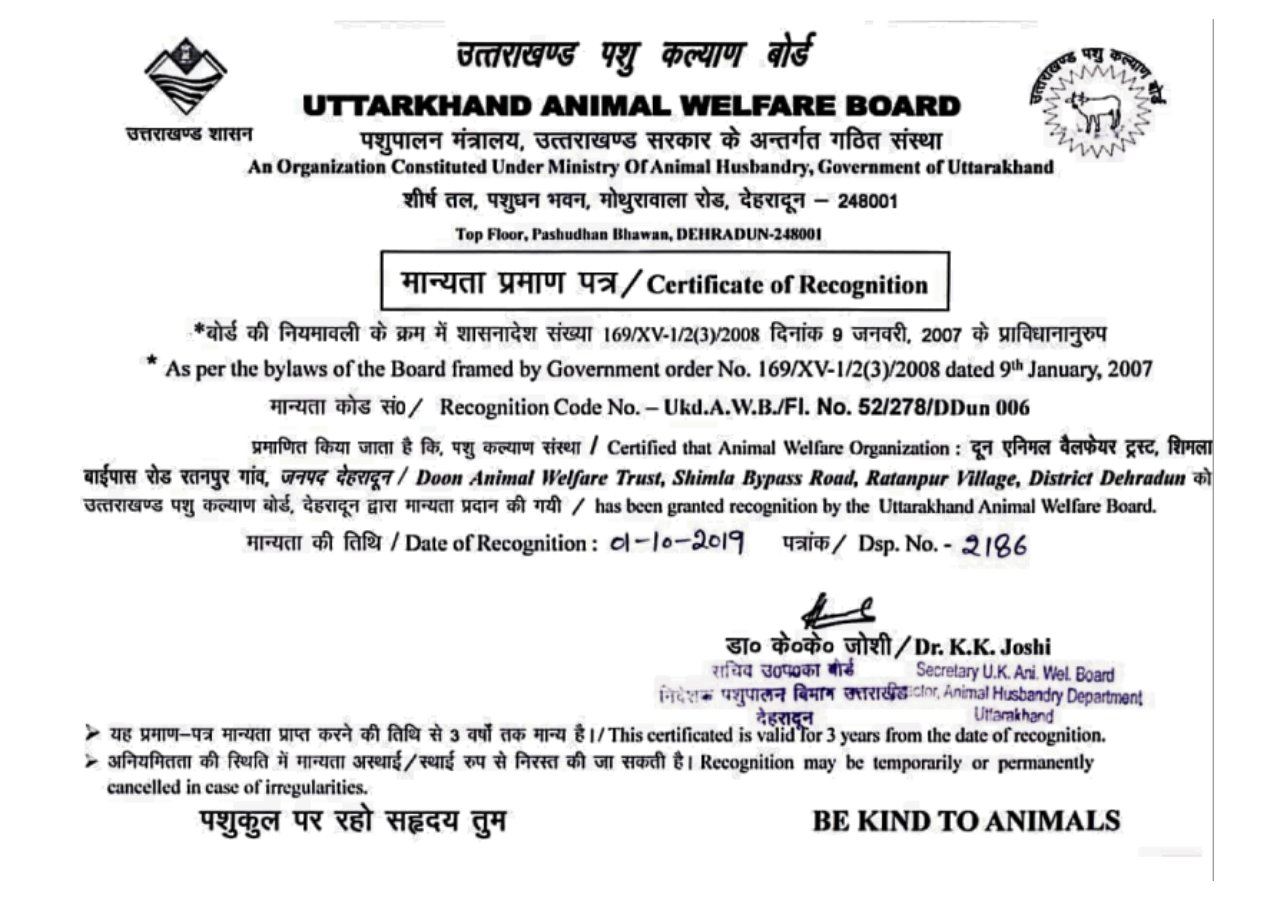 उत्तराखण्ड पशु कल्याण बोर्ड
उत्तराखण्ड शासन
उत्तराखण्ड पशु कल्याण बोर्ड
UTTARKHAND ANIMAL WELFARE BOARD
पशुपालन मंत्रालय, उत्तराखण्ड सरकार के अन्तर्गत गठित संस्था
An Organization Constituted Under Ministry Of Animal Husbandry, Government of Uttarakhand
शीर्ष तल, पशुधन भवन, मोथुरावाला रोड, देहरादून – 248001
Top Floor, Pashudhan Bhawan, DEHRADUN-248001
मान्यता प्रमाण पत्र / Certificate of Recognition
*बोर्ड की नियमावली के क्रम में शासनादेश संख्या 169/XV-1/2(3)/2008 दिनांक 9 जनवरी, 2007 के प्राविधानानुरुप
* As per the bylaws of the Board framed by Government order No. 169/XV-1/2(3)/2008 dated 9th January, 2007
मान्यता कोड सं0 / Recognition Code No. – Ukd.A.W.B./Fl. No. 52/278/DDun 006
प्रमाणित किया जाता है कि, पशु कल्याण संस्था / Certified that Animal Welfare Organization : दून एनिमल वैलफेयर ट्रस्ट, शिमला
बाईपास रोड रतनपुर गांव, जनपद देहरादून / Doon Animal Welfare Trust, Shimla Bypass Road, Ratanpur Village, District Dehradun को
उत्तराखण्ड पशु कल्याण बोर्ड, देहरादून द्वारा मान्यता प्रदान की गयी / has been granted recognition by the Uttarakhand Animal Welfare Board.
मान्यता की तिथि / Date of Recognition : 01-10-2019 पत्रांक / Dsp. No. - 2186
डा० के०के० जोशी / Dr. K.K. Joshi
सचिव उ0प0क0 बोर्ड Secretary U.K. Ani. Wel. Board
निदेशक पशुपालन विभाग उत्तराखंड ctor, Animal Husbandry Department
देहरादून Uttarakhand
➢ यह प्रमाण–पत्र मान्यता प्राप्त करने की तिथि से 3 वर्षो तक मान्य है।/ This certificated is valid for 3 years from the date of recognition.
➢ अनियमितता की स्थिति में मान्यता अस्थाई/स्थाई रुप से निरस्त की जा सकती है। Recognition may be temporarily or permanently
cancelled in case of irregularities.
पशुकुल पर रहो सहृदय तुम BE KIND TO ANIMALS